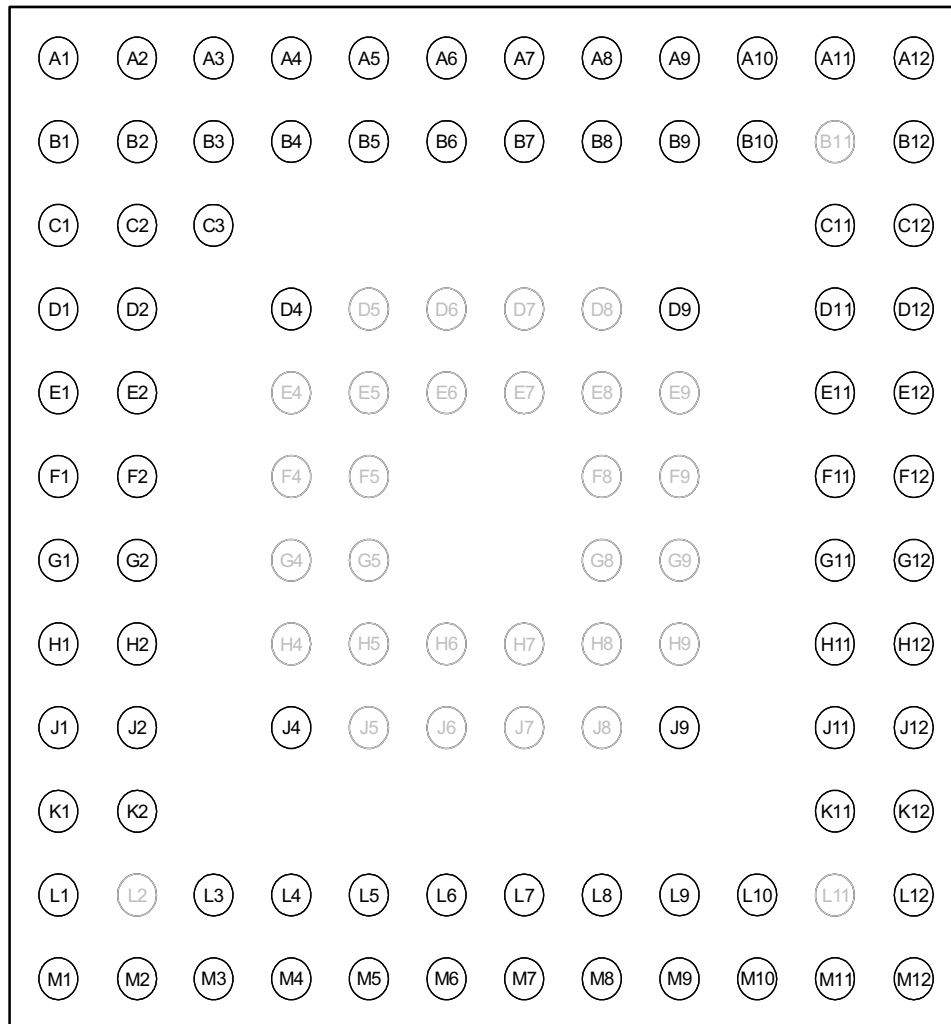 A1 A2 A3 A4 A5 A6 A7 A8 A9 A10 A11 A12
B1 B2 B3 B4 B5 B6 B7 B8 B9 B10 B11 B12
C1 C2 C3 C11 C12
D1 D2 D4 D5 D6 D7 D8 D9 D11 D12
E1 E2 E4 E5 E6 E7 E8 E9 E11 E12
F1 F2 F4 F5 F8 F9 F11 F12
G1 G2 G4 G5 G8 G9 G11 G12
H1 H2 H4 H5 H6 H7 H8 H9 H11 H12
J1 J2 J4 J5 J6 J7 J8 J9 J11 J12
K1 K2 K11 K12
L1 L2 L3 L4 L5 L6 L7 L8 L9 L10 L11 L12
M1 M2 M3 M4 M5 M6 M7 M8 M9 M10 M11 M12